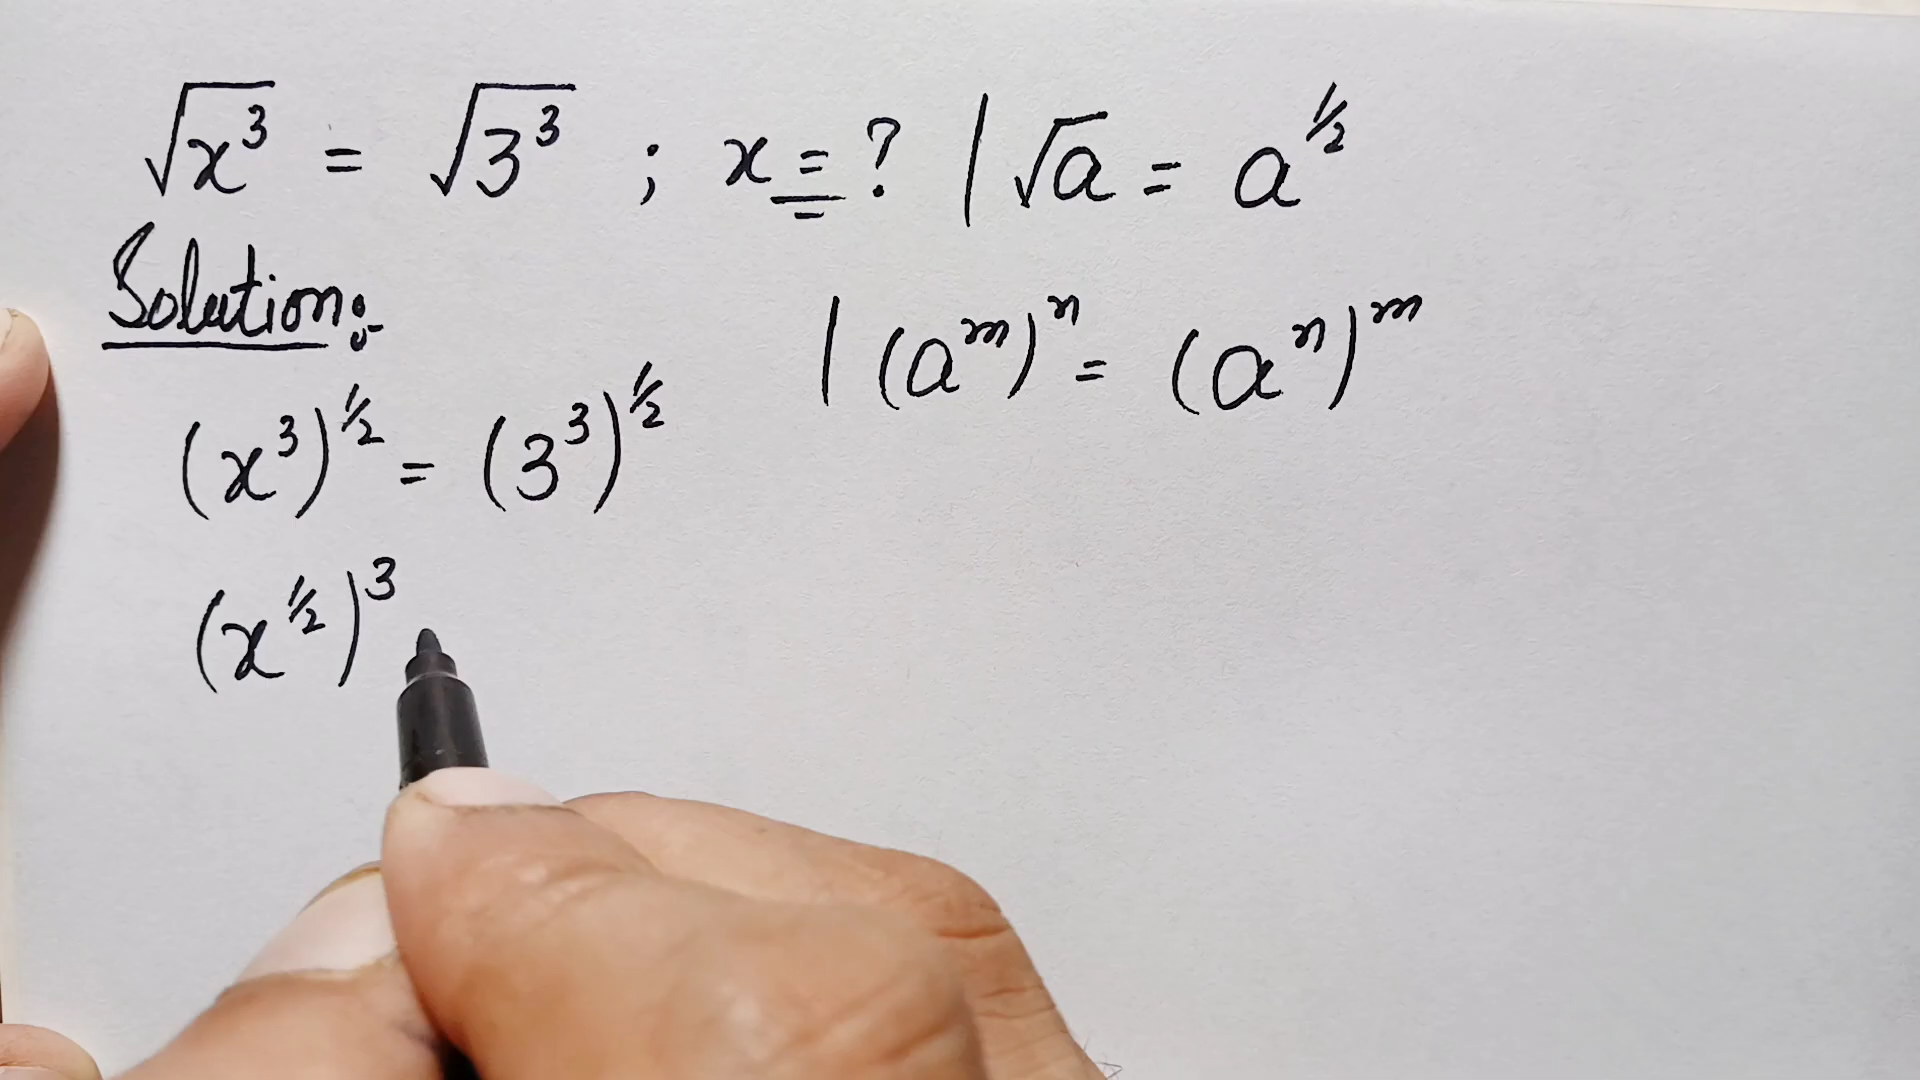 √x³ = √3³ ; x = ? | √a = a^½
Solution:-
| (a^m)^n = (a^n)^m
(x³)^½ = (3³)^½
(x^½)³